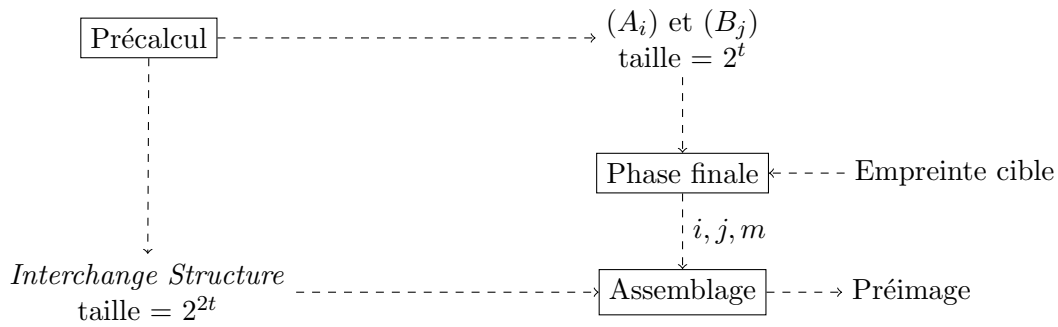 Précalcul
$(A_i)$ et $(B_j)$
taille = $2^t$
Phase finale
Empreinte cible
$i, j, m$
Interchange Structure
taille = $2^{2t}$
Assemblage
Préimage